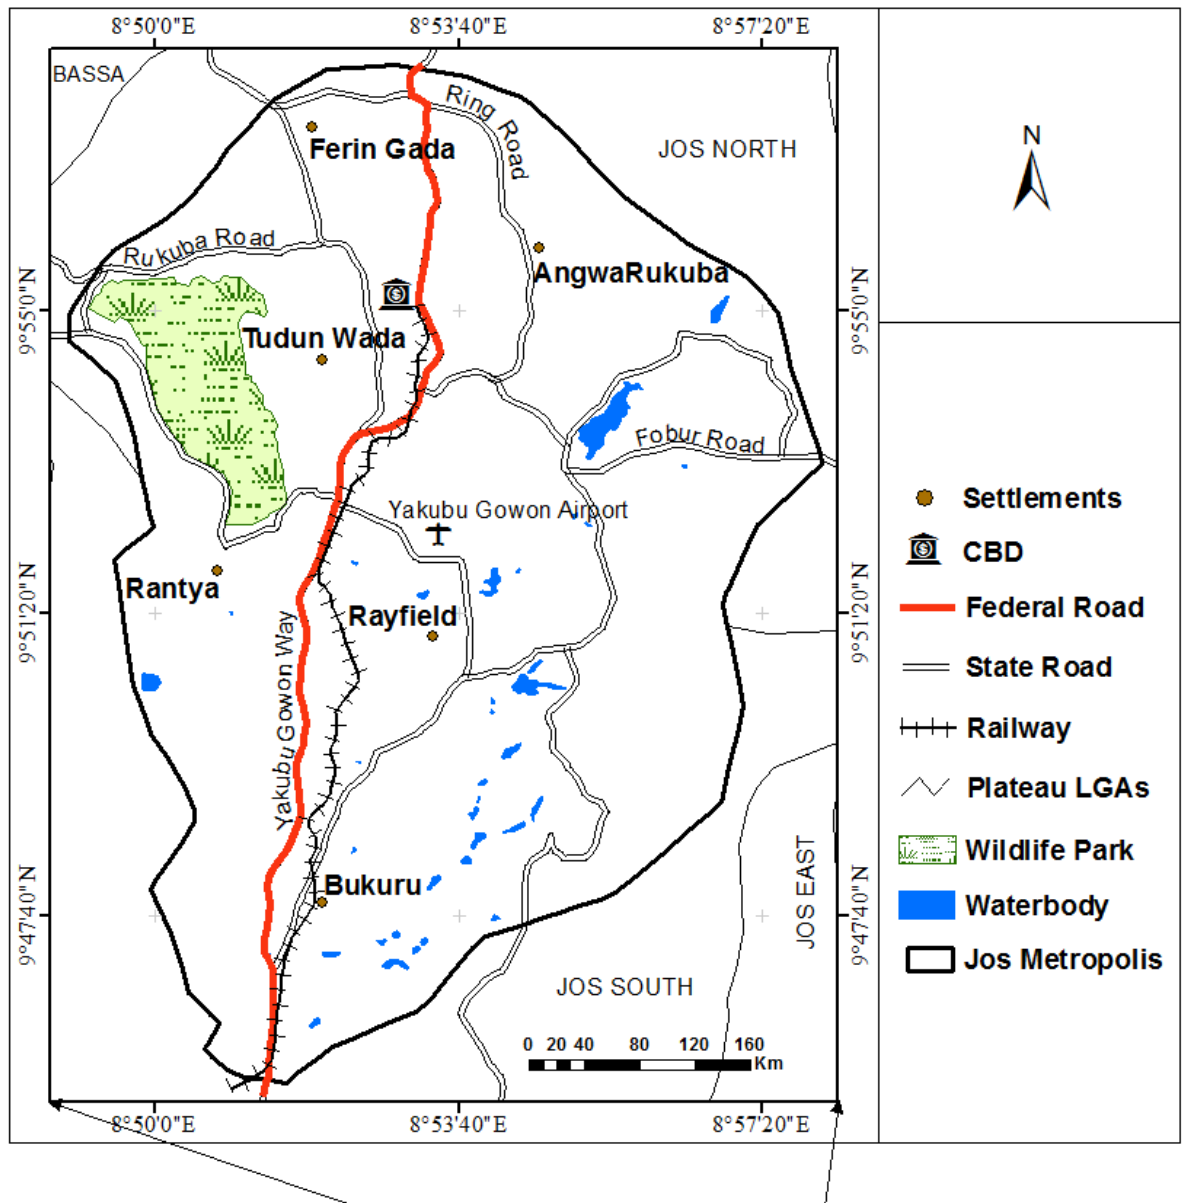 8°50'0"E
8°53'40"E
8°57'20"E
BASSA
Ring Road
Ferin Gada
JOS NORTH
N
Rukuba Road
AngwaRukuba
9°55'0"N
9°55'0"N
Tudun Wada
Fobur Road
Yakubu Gowon Airport
Rantya
Rayfield
9°51'20"N
9°51'20"N
Yakubu Gowon Way
Bukuru
JOS EAST
9°47'40"N
9°47'40"N
JOS SOUTH
0 20 40 80 120 160
Km
8°50'0"E
8°53'40"E
8°57'20"E
Settlements
CBD
Federal Road
State Road
Railway
Plateau LGAs
Wildlife Park
Waterbody
Jos Metropolis